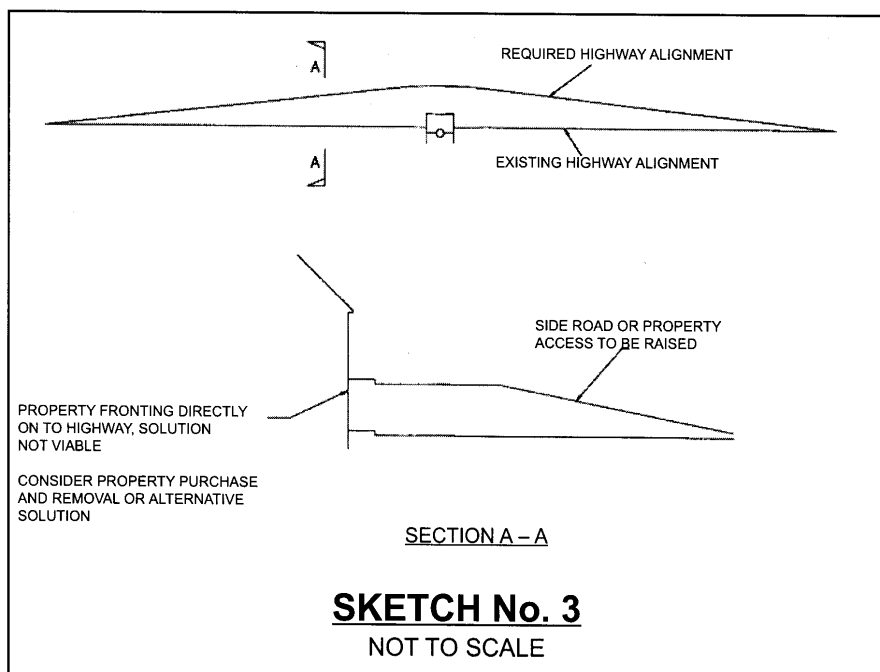 A
REQUIRED HIGHWAY ALIGNMENT
A
EXISTING HIGHWAY ALIGNMENT
SIDE ROAD OR PROPERTY
ACCESS TO BE RAISED
PROPERTY FRONTING DIRECTLY
ON TO HIGHWAY, SOLUTION
NOT VIABLE
CONSIDER PROPERTY PURCHASE
AND REMOVAL OR ALTERNATIVE
SOLUTION
SECTION A – A
SKETCH No. 3
NOT TO SCALE